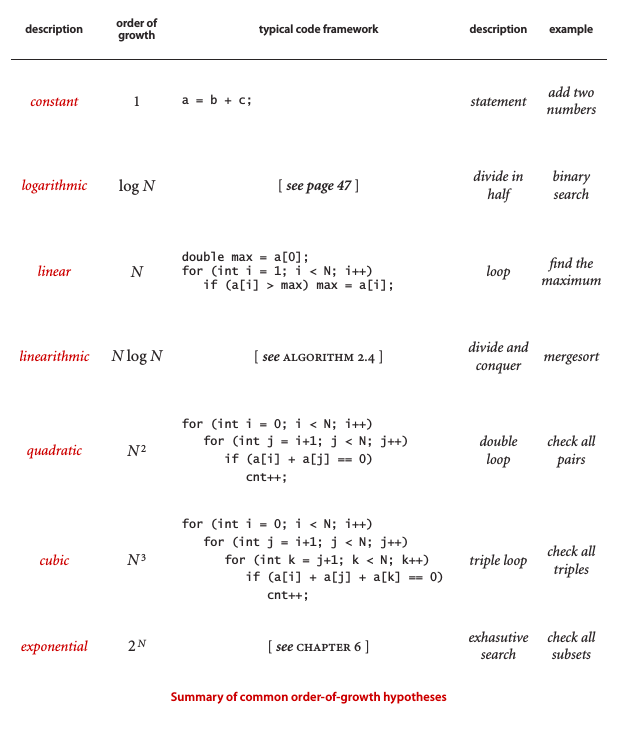 description
order of
growth
typical code framework
description
example
constant
1
a = b + c;
statement
add two
numbers
logarithmic
log N
[ see page 47 ]
divide in
half
binary
search
linear
N
double max = a[0];
for (int i = 1; i < N; i++)
if (a[i] > max) max = a[i];
loop
find the
maximum
linearithmic
N log N
[ see ALGORITHM 2.4 ]
divide and
conquer
mergesort
quadratic
N²
for (int i = 0; i < N; i++)
for (int j = i+1; j < N; j++)
if (a[i] + a[j] == 0)
cnt++;
double
loop
check all
pairs
cubic
N³
for (int i = 0; i < N; i++)
for (int j = i+1; j < N; j++)
for (int k = j+1; k < N; k++)
if (a[i] + a[j] + a[k] == 0)
cnt++;
triple loop
check all
triples
exponential
2ᴺ
[ see CHAPTER 6 ]
exhasutive
search
check all
subsets
Summary of common order-of-growth hypotheses